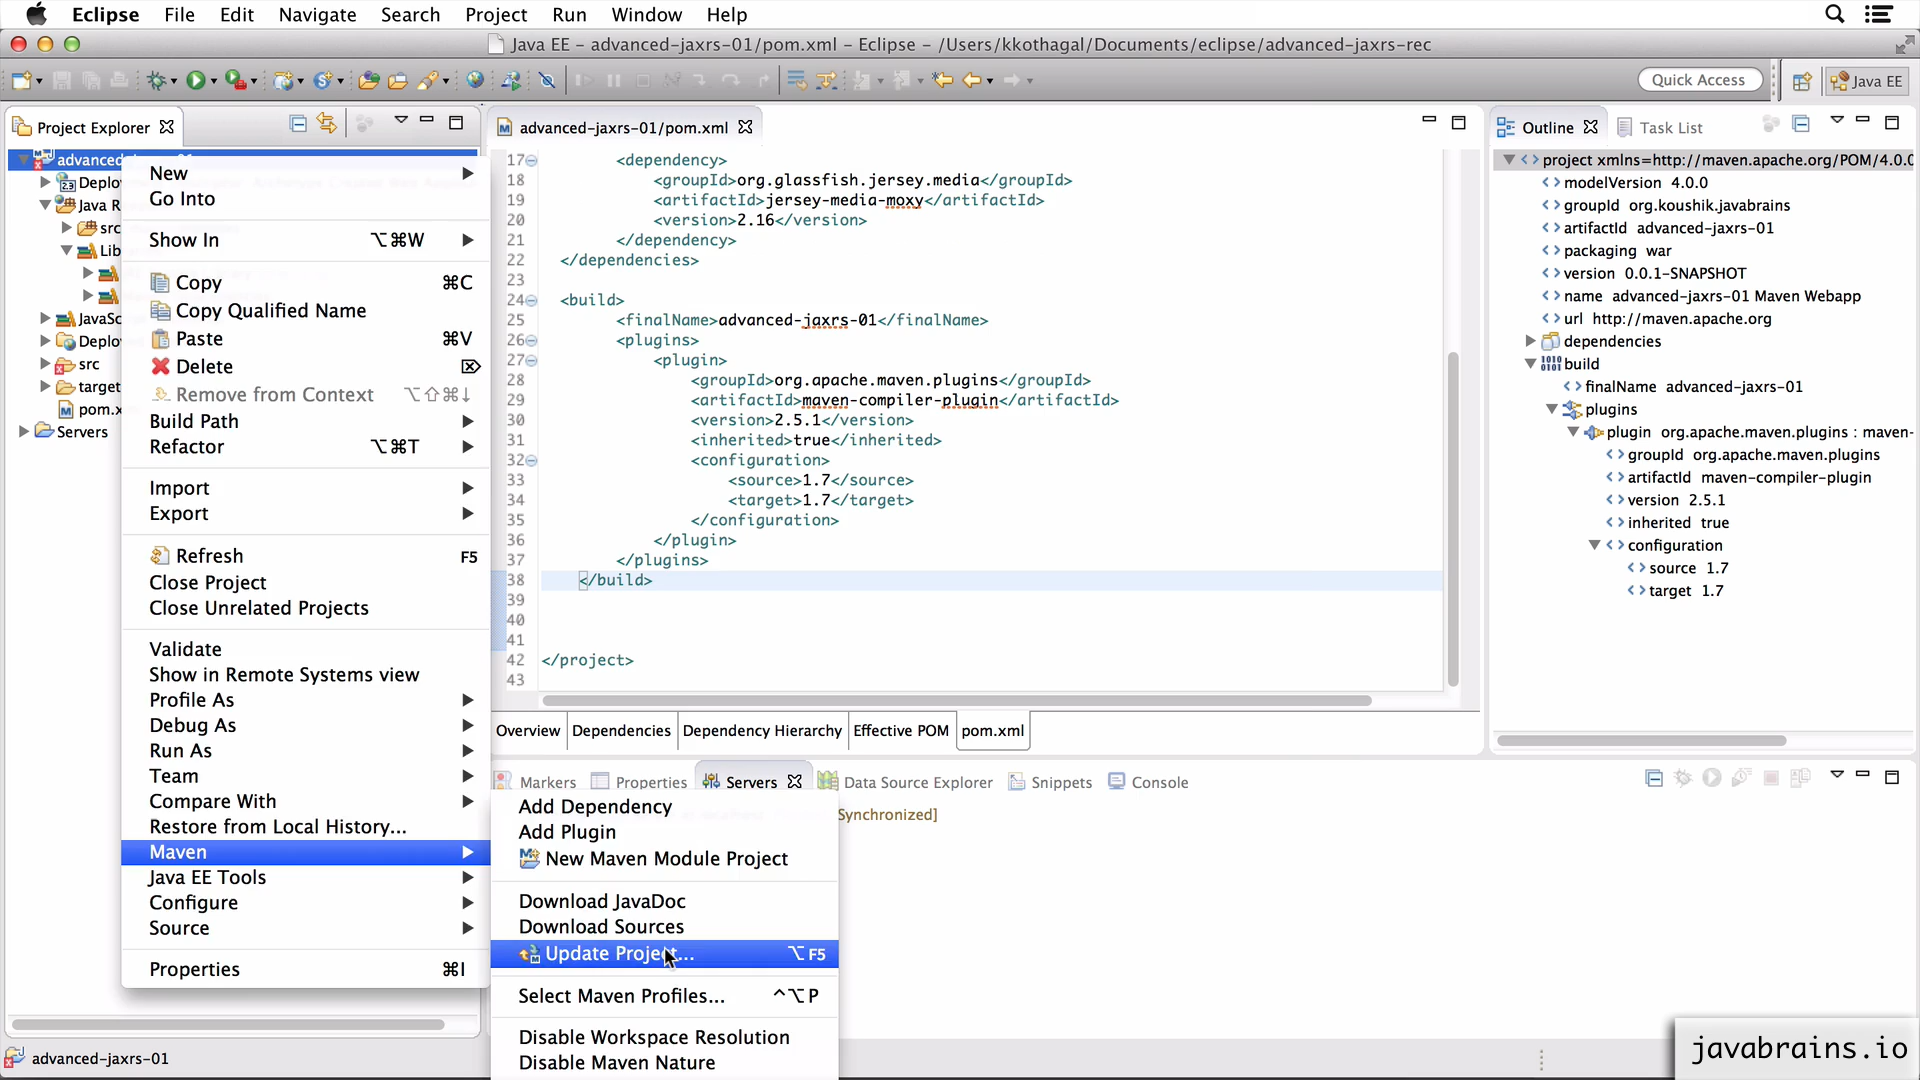 Eclipse File Edit Navigate Search Project Run Window Help
Java EE – advanced-jaxrs-01/pom.xml – Eclipse – /Users/kkothagal/Documents/eclipse/advanced-jaxrs-rec
Quick Access
Java EE
Project Explorer
advanced-
Deplo
Java R
src
Lib
JavaSc
Deplo
src
target
pom.x
Servers
New
Go Into
Show In ⌥⌘W
Copy ⌘C
Copy Qualified Name
Paste ⌘V
Delete ⌦
Remove from Context ⌥⇧⌘↓
Build Path
Refactor ⌥⌘T
Import
Export
Refresh F5
Close Project
Close Unrelated Projects
Validate
Show in Remote Systems view
Profile As
Debug As
Run As
Team
Compare With
Restore from Local History...
Maven
Java EE Tools
Configure
Source
Properties ⌘I
advanced-jaxrs-01/pom.xml
17 <dependency>
18 <groupId>org.glassfish.jersey.media</groupId>
19 <artifactId>jersey-media-moxy</artifactId>
20 <version>2.16</version>
21 </dependency>
22 </dependencies>
23
24 <build>
25 <finalName>advanced-jaxrs-01</finalName>
26 <plugins>
27 <plugin>
28 <groupId>org.apache.maven.plugins</groupId>
29 <artifactId>maven-compiler-plugin</artifactId>
30 <version>2.5.1</version>
31 <inherited>true</inherited>
32 <configuration>
33 <source>1.7</source>
34 <target>1.7</target>
35 </configuration>
36 </plugin>
37 </plugins>
38 </build>
39
40
41
42 </project>
43
Overview Dependencies Dependency Hierarchy Effective POM pom.xml
Markers Properties Servers Data Source Explorer Snippets Console
Synchronized]
Add Dependency
Add Plugin
New Maven Module Project
Download JavaDoc
Download Sources
Update Project... ⌥F5
Select Maven Profiles... ^⌥P
Disable Workspace Resolution
Disable Maven Nature
Outline Task List
project xmlns=http://maven.apache.org/POM/4.0.0
modelVersion 4.0.0
groupId org.koushik.javabrains
artifactId advanced-jaxrs-01
packaging war
version 0.0.1-SNAPSHOT
name advanced-jaxrs-01 Maven Webapp
url http://maven.apache.org
dependencies
build
finalName advanced-jaxrs-01
plugins
plugin org.apache.maven.plugins : maven-
groupId org.apache.maven.plugins
artifactId maven-compiler-plugin
version 2.5.1
inherited true
configuration
source 1.7
target 1.7
advanced-jaxrs-01
javabrains.io